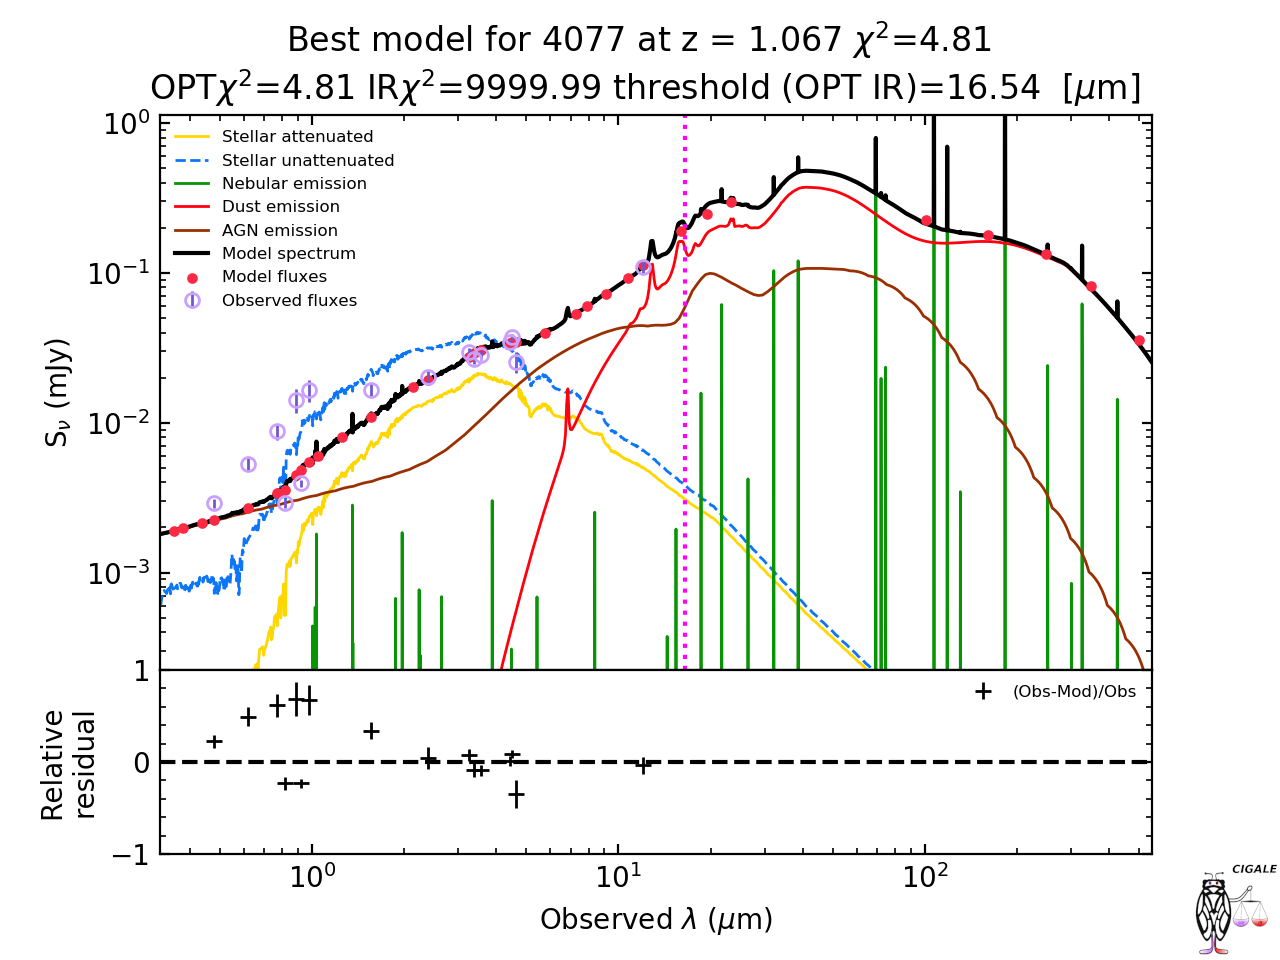 Best model for 4077 at z = 1.067 χ²=4.81
OPTχ²=4.81 IRχ²=9999.99 threshold (OPT IR)=16.54 [μm]
10⁰
10⁻¹
10⁻²
10⁻³
Sν (mJy)
Stellar attenuated
Stellar unattenuated
Nebular emission
Dust emission
AGN emission
Model spectrum
Model fluxes
Observed fluxes
1
0
−1
Relative
residual
(Obs-Mod)/Obs
10⁰
10¹
10²
Observed λ (μm)
CIGALE